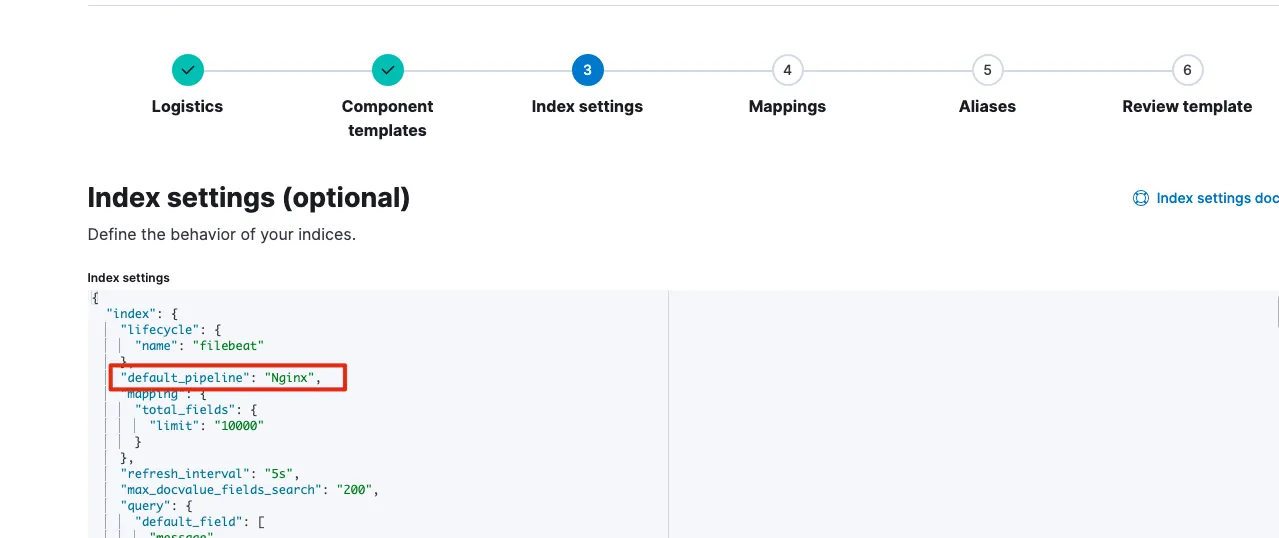 3
4
5
6
Logistics
Component
templates
Index settings
Mappings
Aliases
Review template
Index settings (optional)
Index settings doc
Define the behavior of your indices.
Index settings
{
"index": {
"lifecycle": {
"name": "filebeat"
},
"default_pipeline": "Nginx",
"mapping": {
"total_fields": {
"limit": "10000"
}
},
"refresh_interval": "5s",
"max_docvalue_fields_search": "200",
"query": {
"default_field": [
"message"